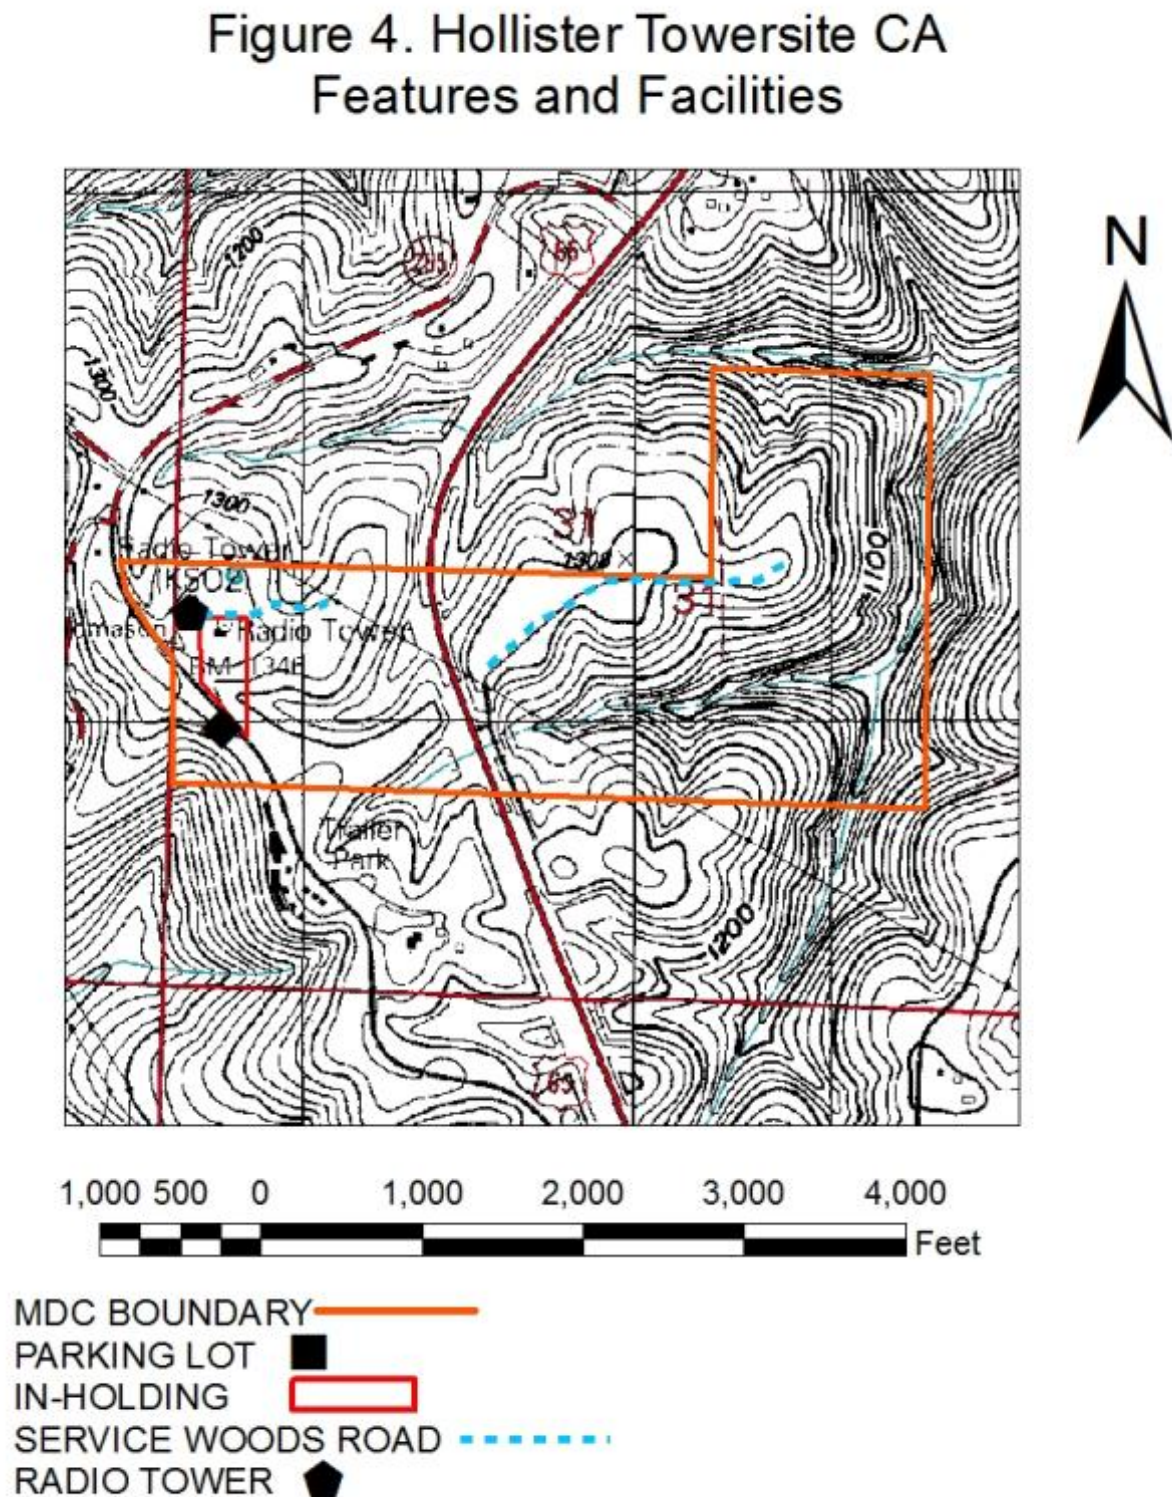 Figure 4. Hollister Towersite CA
Features and Facilities
N
1200
66
1300
1300
31
Radio Tower
(KSOZ
1100
31
Radio Tower
BM 1346
Trailer
Park
1200
65
1,000 500 0 1,000 2,000 3,000 4,000
Feet
MDC BOUNDARY
PARKING LOT
IN-HOLDING
SERVICE WOODS ROAD
RADIO TOWER